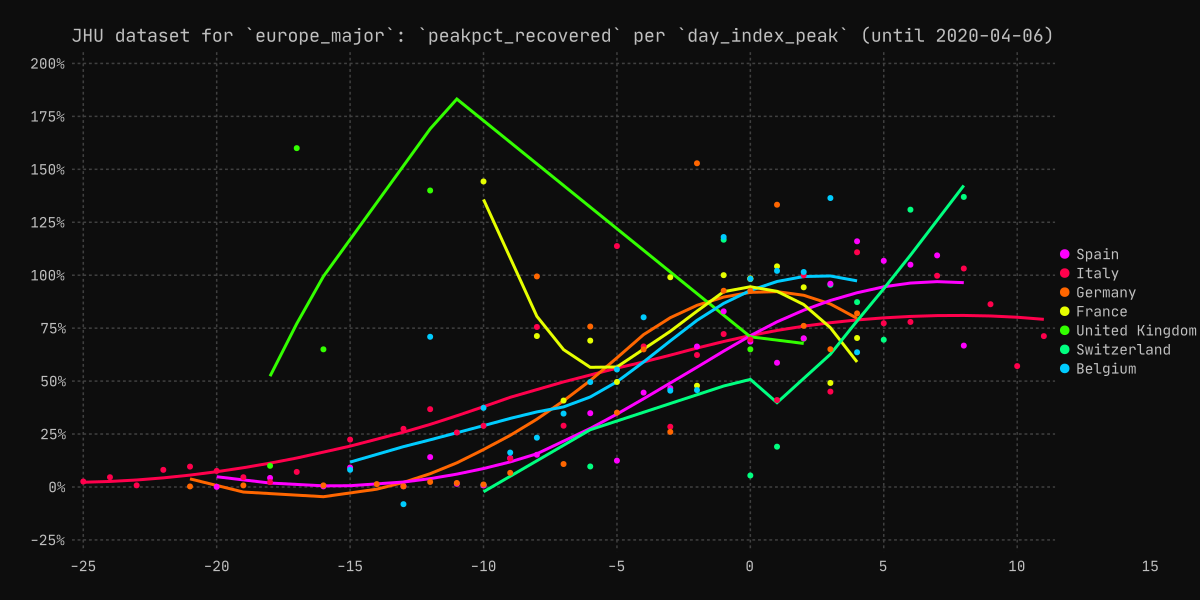 JHU dataset for `europe_major`: `peakpct_recovered` per `day_index_peak` (until 2020-04-06)
200%
175%
150%
125%
100%
75%
50%
25%
0%
-25%
-25 -20 -15 -10 -5 0 5 10 15
Spain
Italy
Germany
France
United Kingdom
Switzerland
Belgium